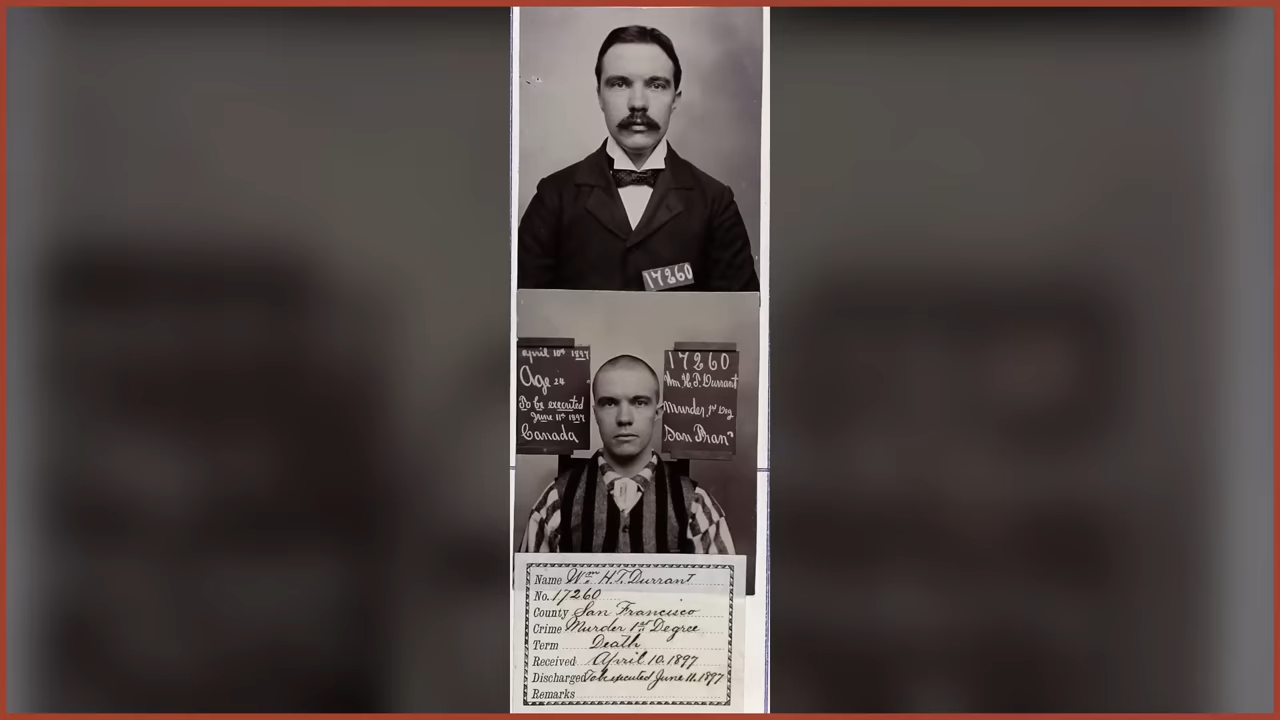 17260
april 10th 1897
Age 24
To be executed
June 11th 1897
Canada
17260
Wm H. T. Durrant
Murder, 1st Deg
San Fran
Name Wm H.T. Durrant
No. 17260
County San Francisco
Crime Murder 1st Degree
Term Death
Received April 10. 1897
Discharged To be executed June 11. 1897
Remarks